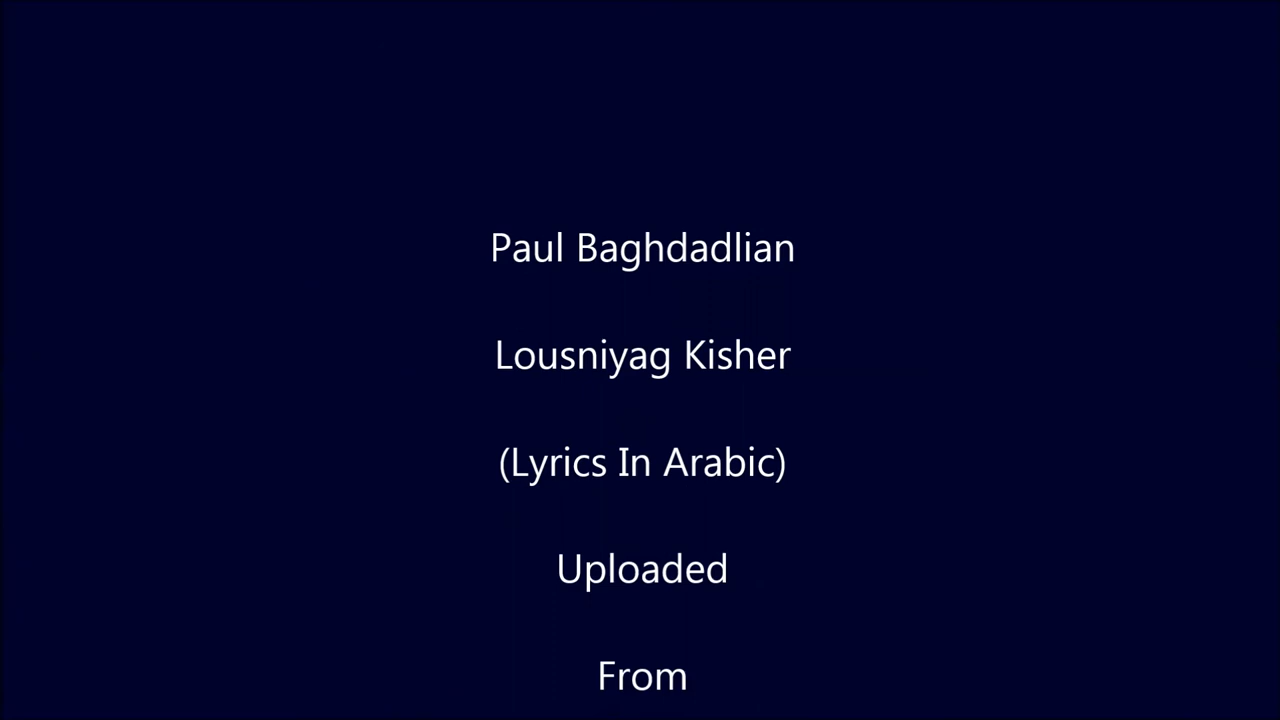 Paul Baghdadlian
Lousniyag Kisher
(Lyrics In Arabic)
Uploaded
From